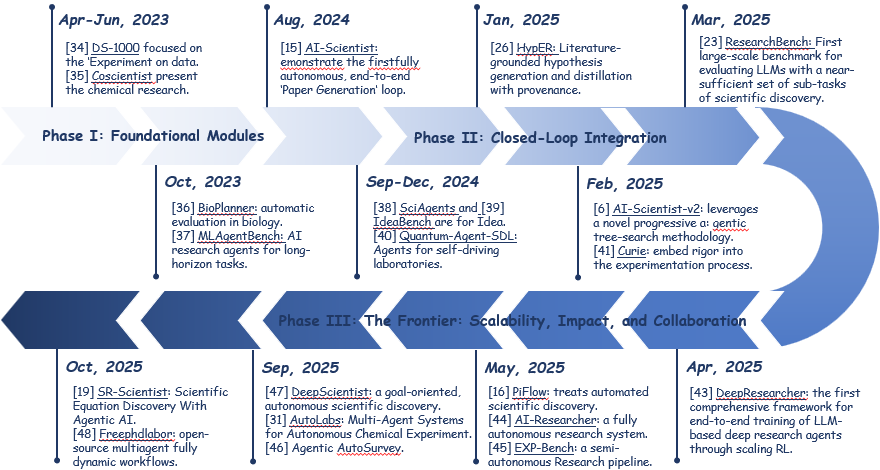 Apr-Jun, 2023
[34] DS-1000 focused on
the 'Experiment on data.
[35] Coscientist present
the chemical research.
Aug, 2024
[15] AI-Scientist:
emonstrate the firstfully
autonomous, end-to-end
'Paper Generation' loop.
Jan, 2025
[26] HypER: Literature-
grounded hypothesis
generation and distillation
with provenance.
Mar, 2025
[23] ResearchBench: First
large-scale benchmark for
evaluating LLMs with a near-
sufficient set of sub-tasks
of scientific discovery.
Phase I: Foundational Modules
Phase II: Closed-Loop Integration
Oct, 2023
[36] BioPlanner: automatic
evaluation in biology.
[37] MLAgentBench: AI
research agents for long-
horizon tasks.
Sep-Dec, 2024
[38] SciAgents and [39]
IdeaBench are for Idea.
[40] Quantum-Agent-SDL:
Agents for self-driving
laboratories.
Feb, 2025
[6] AI-Scientist-v2: leverages
a novel progressive a: gentic
tree-search methodology.
[41] Curie: embed rigor into
the experimentation process.
Phase III: The Frontier: Scalability, Impact, and Collaboration
Oct, 2025
[19] SR-Scientist: Scientific
Equation Discovery With
Agentic AI.
[48] Freephdlabor: open-
source multiagent fully
dynamic workflows.
Sep, 2025
[47] DeepScientist: a goal-oriented,
autonomous scientific discovery.
[31] AutoLabs: Multi-Agent Systems
for Autonomous Chemical Experiment.
[46] Agentic AutoSurvey.
May, 2025
[16] PiFlow: treats automated
scientific discovery.
[44] AI-Researcher: a fully
autonomous research system.
[45] EXP-Bench: a semi-
autonomous Research pipeline.
Apr, 2025
[43] DeepResearcher: the first
comprehensive framework for
end-to-end training of LLM-
based deep research agents
through scaling RL.